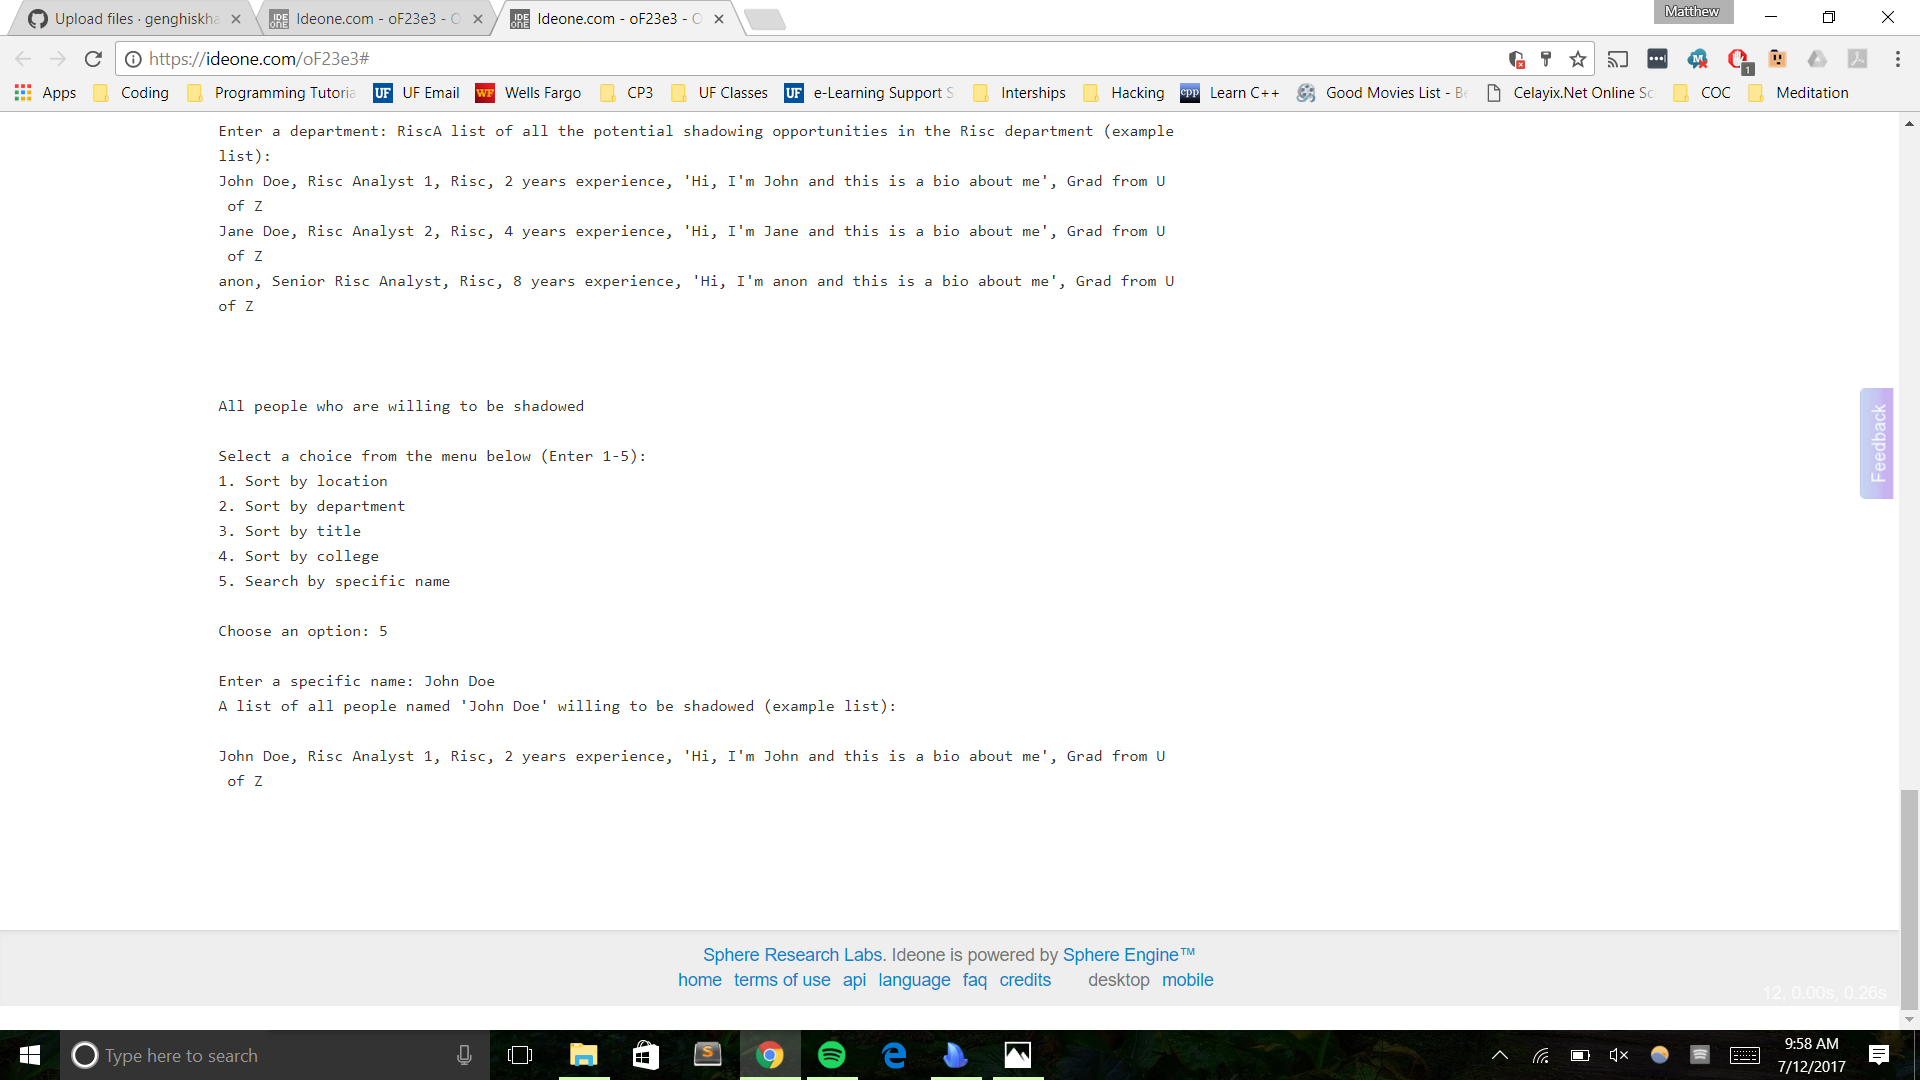 Upload files · genghiskha
Ideone.com - oF23e3 - O
Ideone.com - oF23e3 - O
Matthew
https://ideone.com/oF23e3#
1
Apps
Coding
Programming Tutoria
UF UF Email
WF Wells Fargo
CP3
UF Classes
UF e-Learning Support S
Interships
Hacking
cpp Learn C++
Good Movies List - Be
Celayix.Net Online Sc
COC
Meditation
Enter a department: RiscA list of all the potential shadowing opportunities in the Risc department (example
list):
John Doe, Risc Analyst 1, Risc, 2 years experience, 'Hi, I'm John and this is a bio about me', Grad from U
of Z
Jane Doe, Risc Analyst 2, Risc, 4 years experience, 'Hi, I'm Jane and this is a bio about me', Grad from U
of Z
anon, Senior Risc Analyst, Risc, 8 years experience, 'Hi, I'm anon and this is a bio about me', Grad from U
of Z
All people who are willing to be shadowed
Select a choice from the menu below (Enter 1-5):
1. Sort by location
2. Sort by department
3. Sort by title
4. Sort by college
5. Search by specific name
Choose an option: 5
Enter a specific name: John Doe
A list of all people named 'John Doe' willing to be shadowed (example list):
John Doe, Risc Analyst 1, Risc, 2 years experience, 'Hi, I'm John and this is a bio about me', Grad from U
of Z
Feedback
Sphere Research Labs. Ideone is powered by Sphere Engine™
home terms of use api language faq credits desktop mobile
12, 0.00s, 0.26s
Type here to search
9:58 AM
7/12/2017